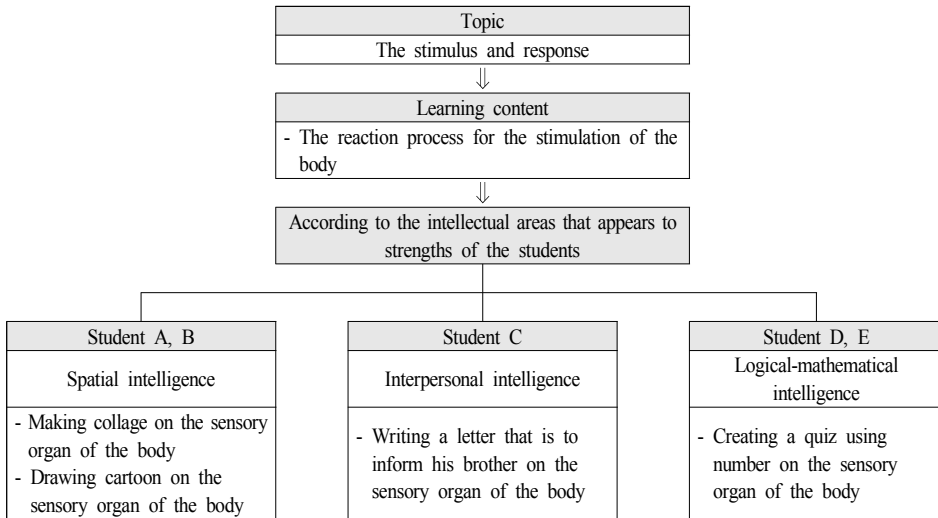 Topic
The stimulus and response
Learning content
- The reaction process for the stimulation of the
body
According to the intellectual areas that appears to
strengths of the students
Student A, B
Spatial intelligence
- Making collage on the sensory
organ of the body
- Drawing cartoon on the
sensory organ of the body
Student C
Interpersonal intelligence
- Writing a letter that is to
inform his brother on the
sensory organ of the body
Student D, E
Logical-mathematical
intelligence
- Creating a quiz using
number on the sensory
organ of the body